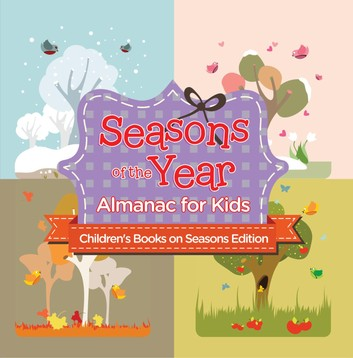 Seasons
of the Year
Almanac for Kids
Children's Books on Seasons Edition